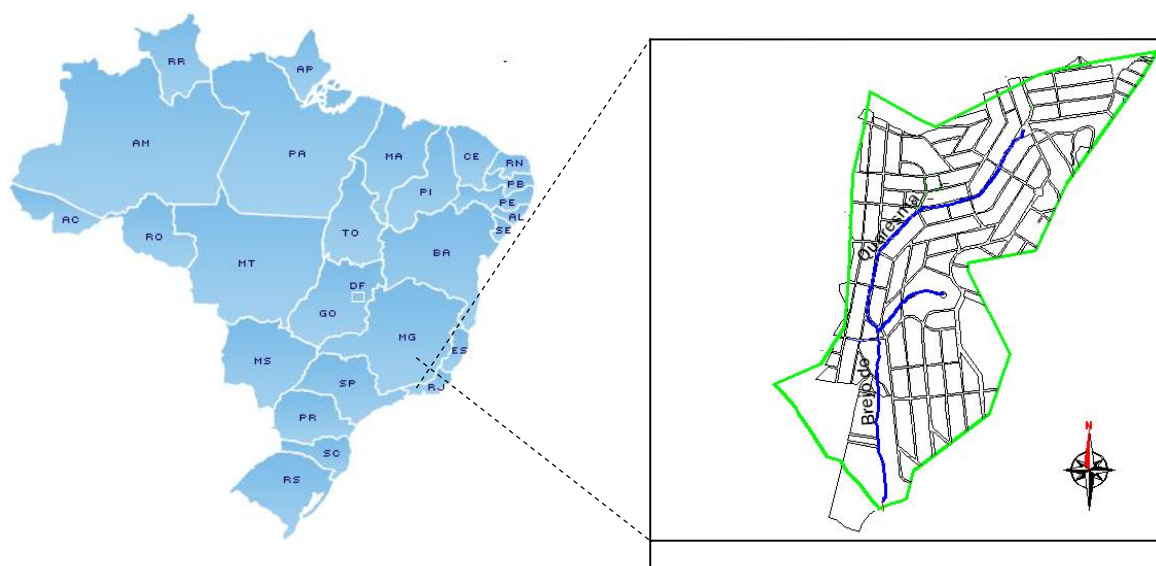 RR
AP
AM
PA
MA
CE
RN
PB
PI
PE
AL
AC
SE
RO
TO
BA
MT
DF
GO
MG
ES
MS
SP
RJ
PR
SC
RS
Quaresma
Brejo do
N